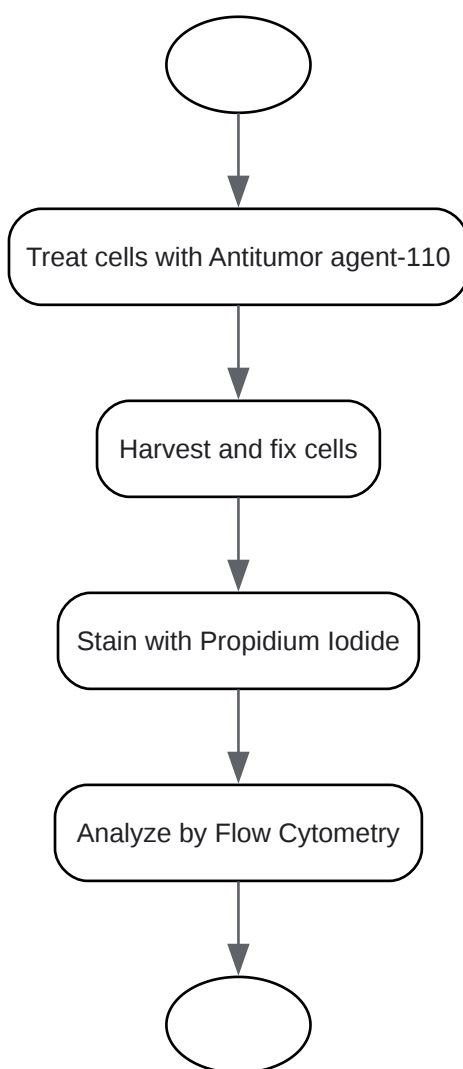 Treat cells with Antitumor agent-110
Harvest and fix cells
Stain with Propidium Iodide
Analyze by Flow Cytometry